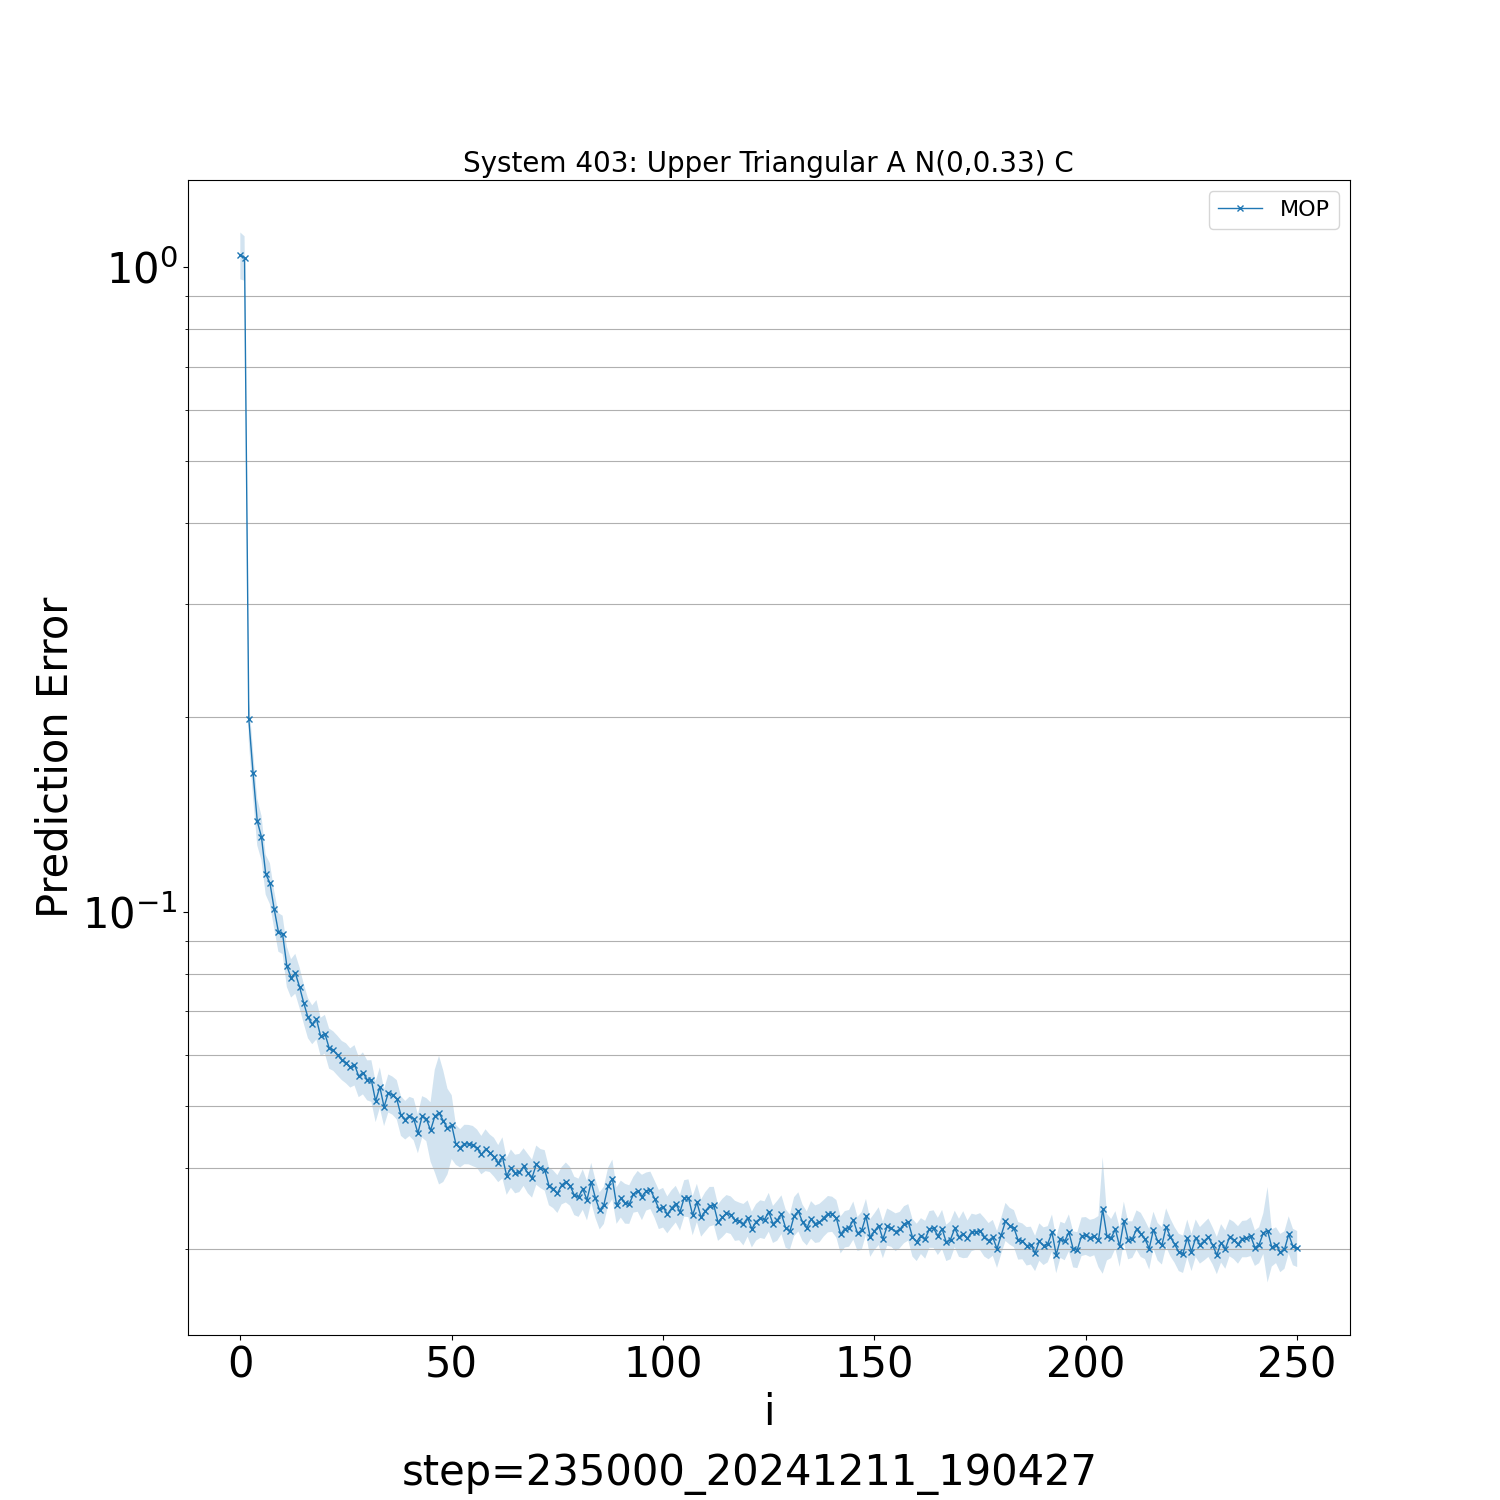 System 403: Upper Triangular A N(0,0.33) C
MOP
10⁰
10⁻¹
Prediction Error
0 50 100 150 200 250
i
step=235000_20241211_190427